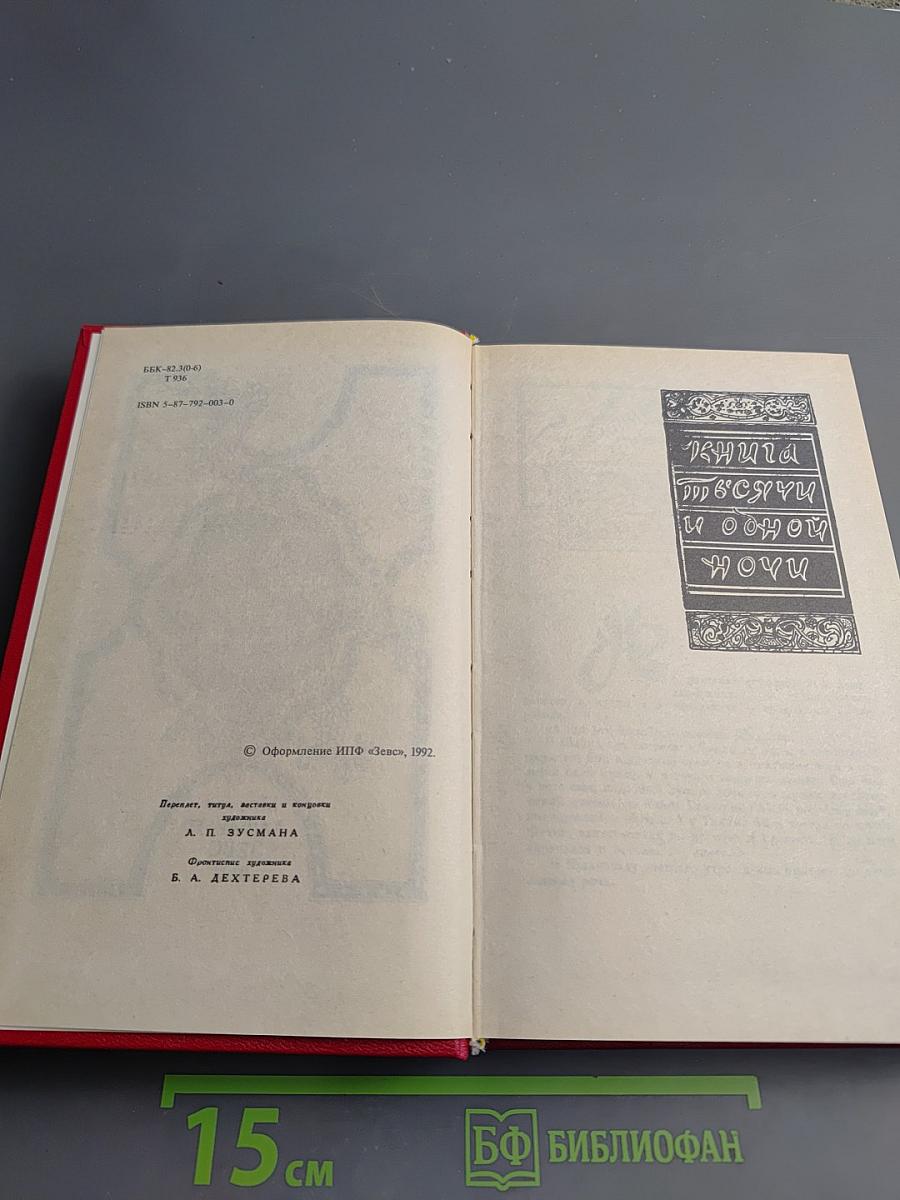 ББК–82.3(0-6)
Т 936
ISBN 5–87–792–003–0
© Оформление ИПФ «Зевс», 1992.
Переплет, титул, заставки и концовки
художника
Л. П. ЗУСМАНА
Фронтиспис художника
Б. А. ДЕХТЕРЕВА
КНИГА
ТЫСЯЧИ
И ОДНОЙ
НОЧИ
15 см
БФ БИБЛИОФАН